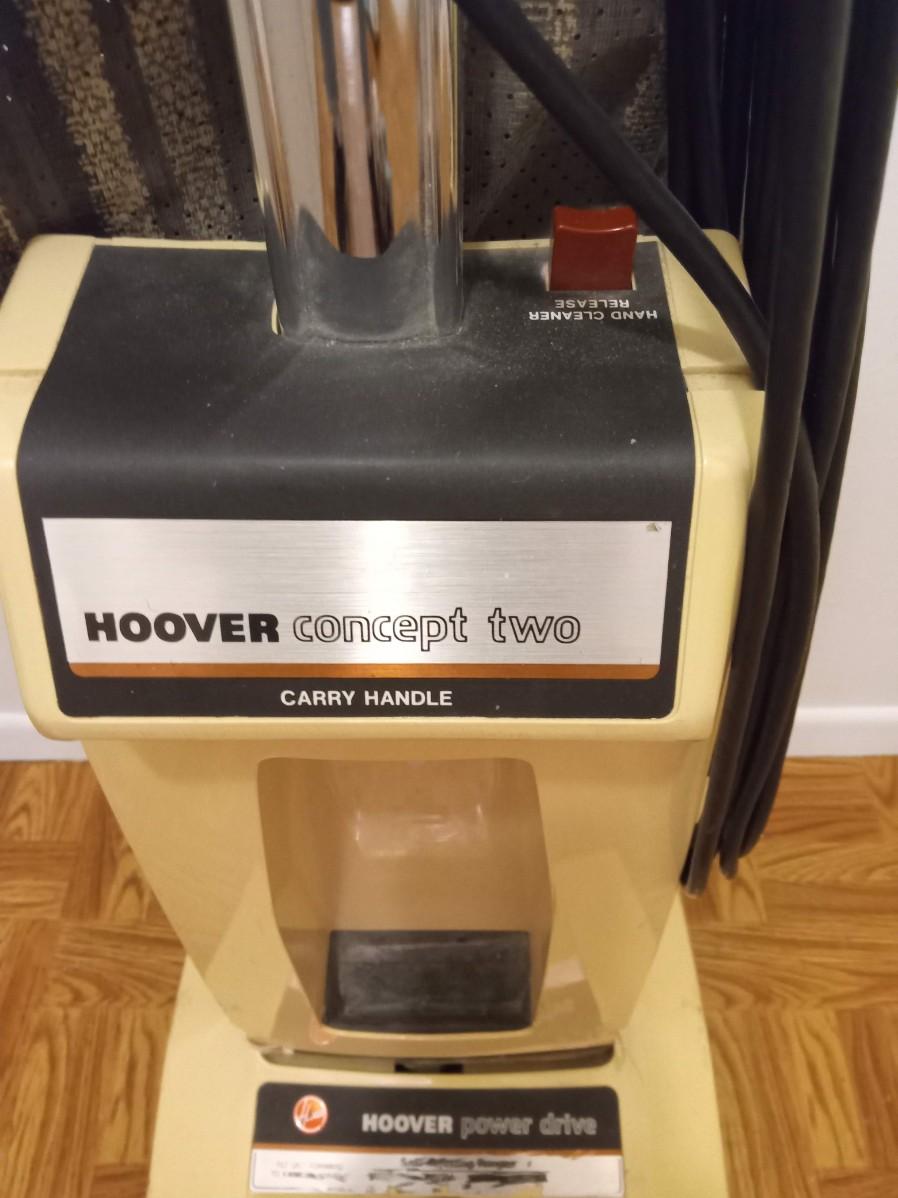 HAND CLEANER
RELEASE
HOOVER concept two
CARRY HANDLE
HOOVER power drive